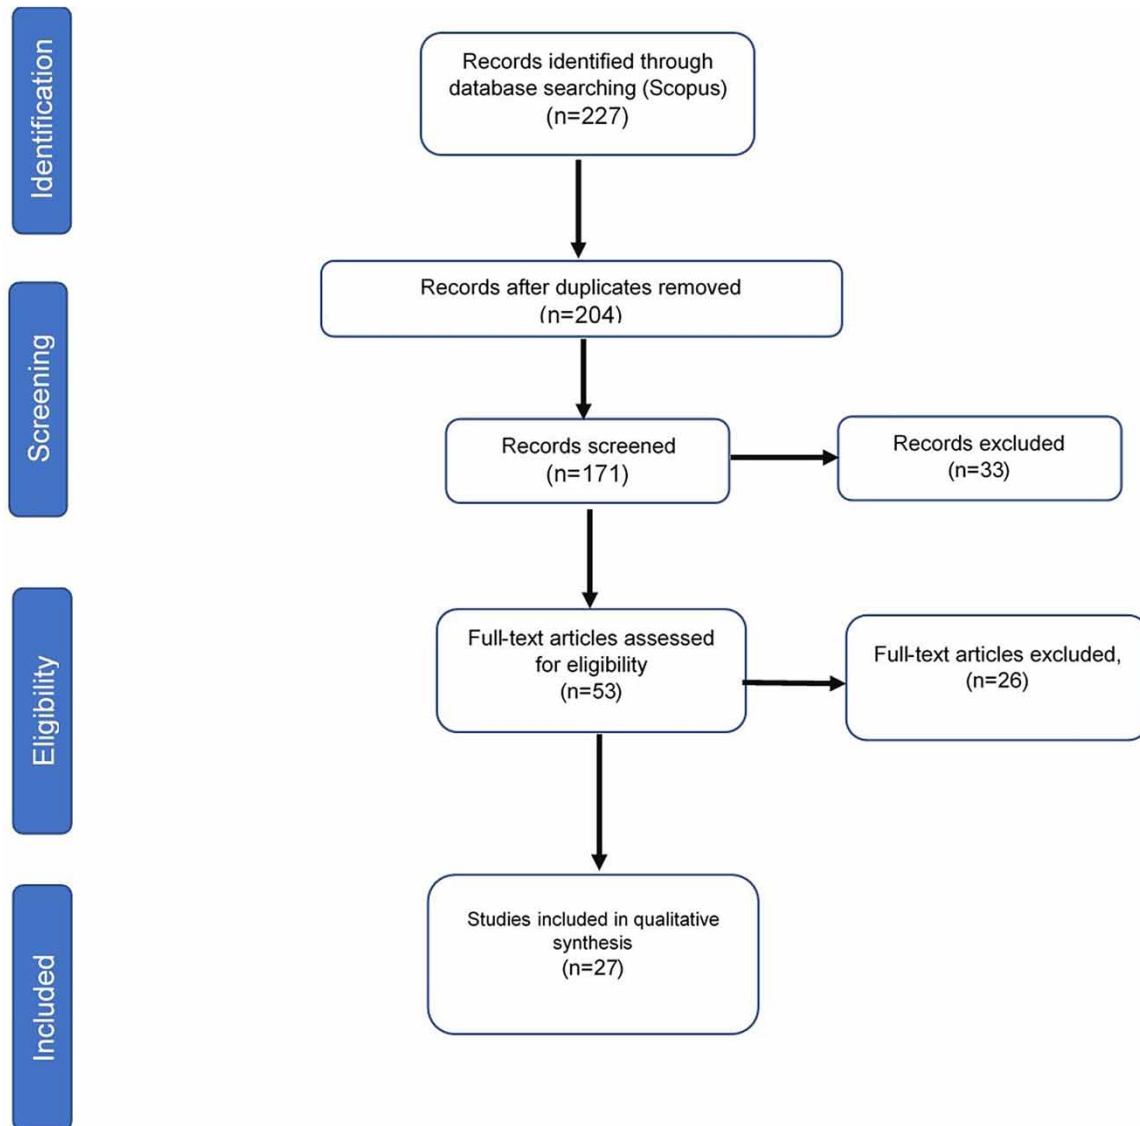 Identification
Records identified through
database searching (Scopus)
(n=227)
Records after duplicates removed
(n=204)
Screening
Records screened
(n=171)
Records excluded
(n=33)
Eligibility
Full-text articles assessed
for eligibility
(n=53)
Full-text articles excluded,
(n=26)
Included
Studies included in qualitative
synthesis
(n=27)